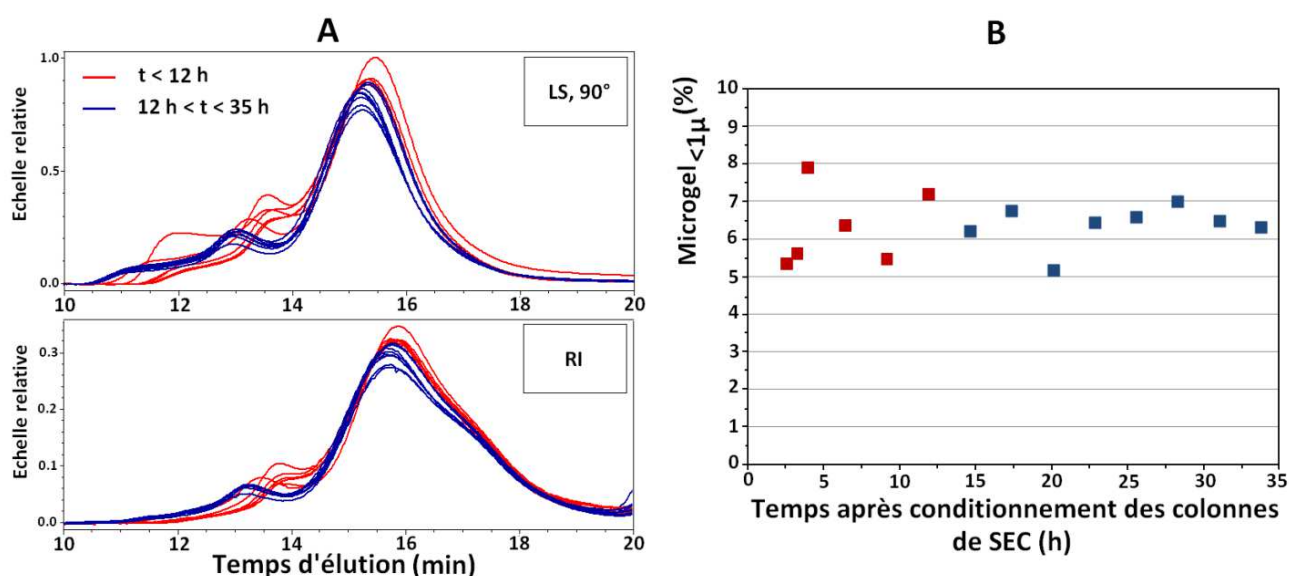 A
Echelle relative
1.0
0.5
0.0
t < 12 h
12 h < t < 35 h
LS, 90°
10 12 14 16 18 20
Echelle relative
0.3
0.2
0.1
0.0
RI
10 12 14 16 18 20
Temps d'élution (min)
B
Microgel <1µ (%)
10
9
8
7
6
5
4
3
2
1
0
0 5 10 15 20 25 30 35
Temps après conditionnement des colonnes
de SEC (h)